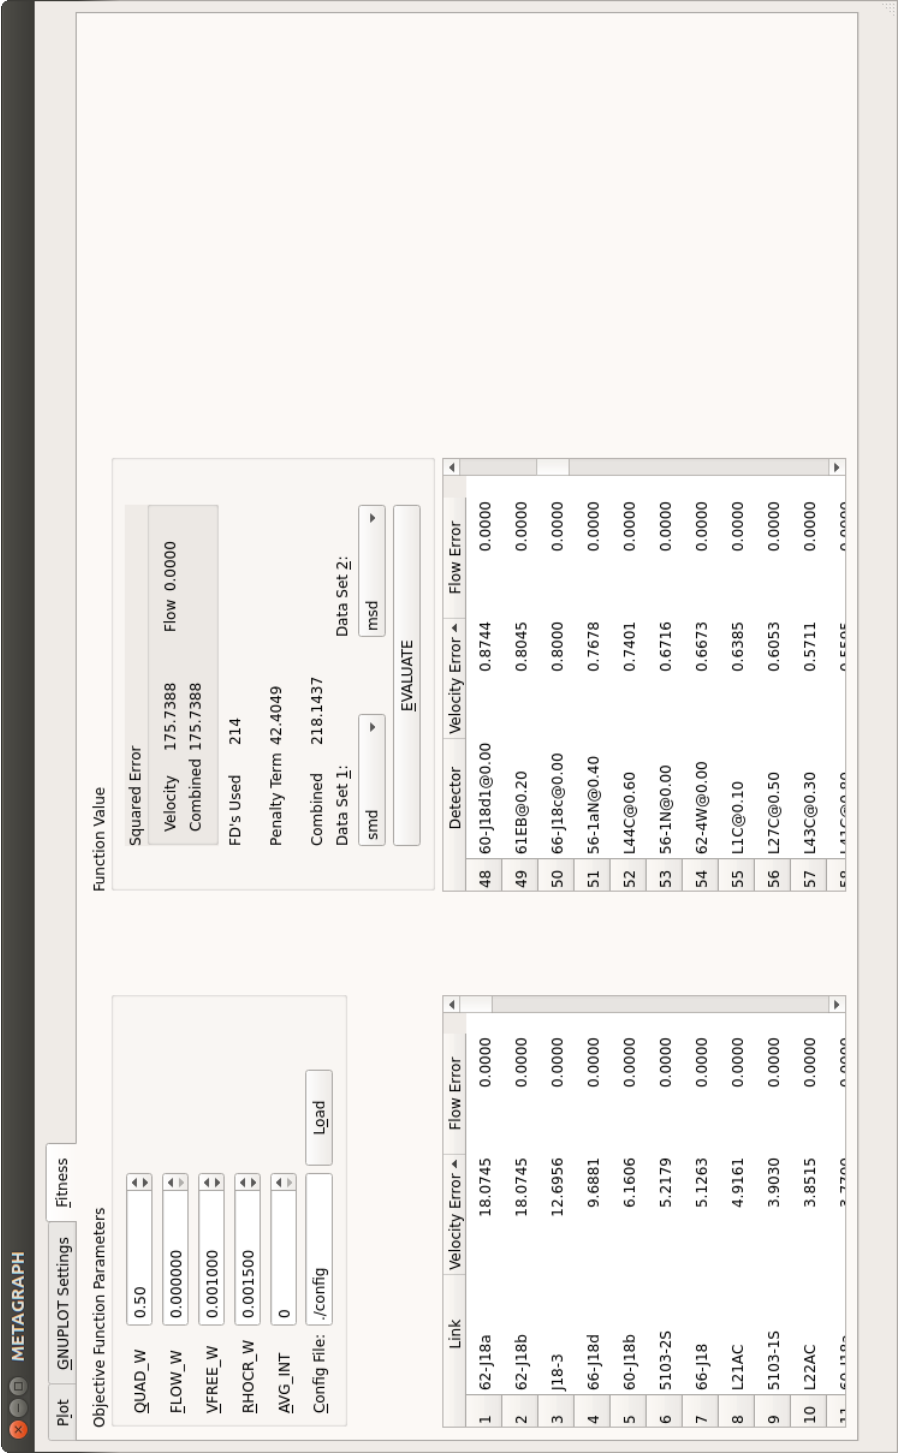 METAGRAPH
Plot GNUPLOT Settings Fitness
Objective Function Parameters
QUAD_W 0.50
FLOW_W 0.000000
VFREE_W 0.001000
RHOCR_W 0.001500
AVG_INT 0
Config File: ./config Load
Function Value
Squared Error
Velocity 175.7388 Flow 0.0000
Combined 175.7388
FD's Used 214
Penalty Term 42.4049
Combined 218.1437
Data Set 1: Data Set 2:
smd msd
EVALUATE
Link Velocity Error Flow Error
1 62-J18a 18.0745 0.0000
2 62-J18b 18.0745 0.0000
3 J18-3 12.6956 0.0000
4 66-J18d 9.6881 0.0000
5 60-J18b 6.1606 0.0000
6 5103-2S 5.2179 0.0000
7 66-J18 5.1263 0.0000
8 L21AC 4.9161 0.0000
9 5103-1S 3.9030 0.0000
10 L22AC 3.8515 0.0000
11 0.0000
Detector Velocity Error Flow Error
48 60-J18d1@0.00 0.8744 0.0000
49 61EB@0.20 0.8045 0.0000
50 66-J18c@0.00 0.8000 0.0000
51 56-1aN@0.40 0.7678 0.0000
52 L44C@0.60 0.7401 0.0000
53 56-1N@0.00 0.6716 0.0000
54 62-4W@0.00 0.6673 0.0000
55 L1C@0.10 0.6385 0.0000
56 L27C@0.50 0.6053 0.0000
57 L43C@0.30 0.5711 0.0000
58 0.0000